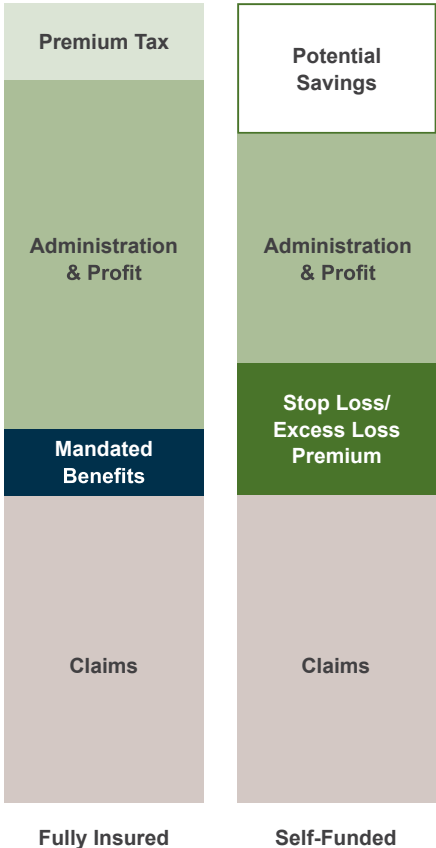 Premium Tax
Administration
& Profit
Mandated
Benefits
Claims
Fully Insured
Potential
Savings
Administration
& Profit
Stop Loss/
Excess Loss
Premium
Claims
Self-Funded